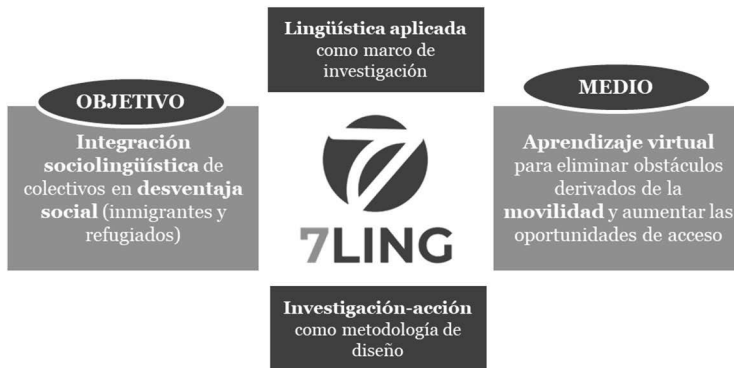 Lingüística aplicada
como marco de
investigación
OBJETIVO
Integración
sociolingüística de
colectivos en desventaja
social (inmigrantes y
refugiados)
7
7LING
MEDIO
Aprendizaje virtual
para eliminar obstáculos
derivados de la
movilidad y aumentar las
oportunidades de acceso
Investigación-acción
como metodología de
diseño